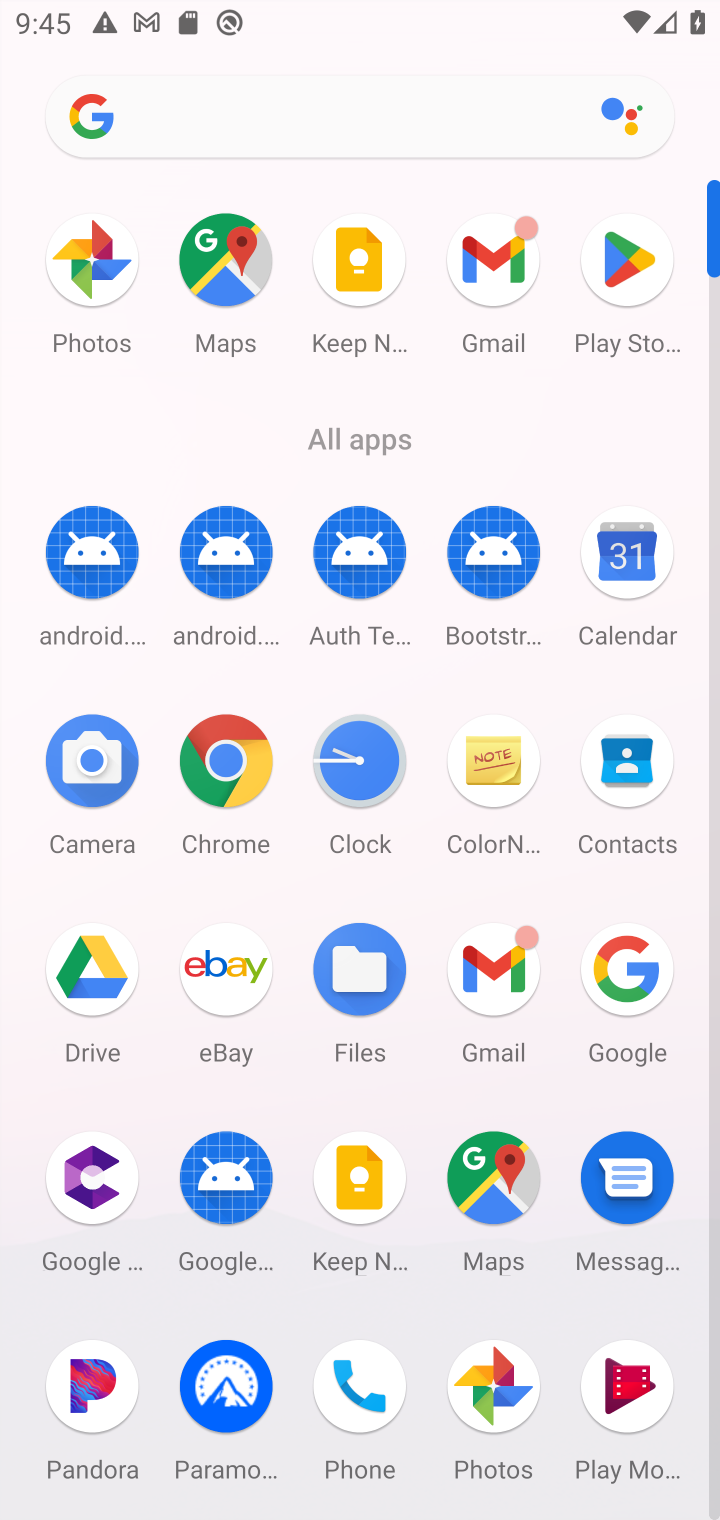 9:45
Photos Maps Keep N... Gmail Play Sto...
All apps
android.... android.... Auth Te... Bootstr... Calendar
31
NOTE
Camera Chrome Clock ColorN... Contacts
ebay
Drive eBay Files Gmail Google
Google ... Google... Keep N... Maps Messag...
Pandora Paramo... Phone Photos Play Mo...